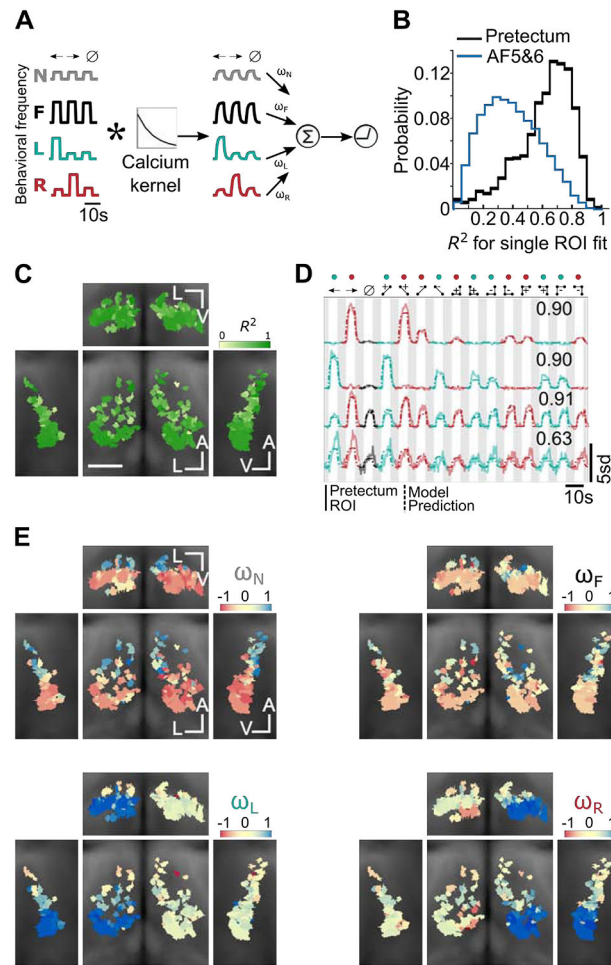 A
N
F
L
R
Behavioral frequency
10s
*
Calcium
kernel
∅
∅
ωN
ωF
ωL
ωR
Σ
B
Pretectum
AF5&6
Probability
0.12
0.08
0.04
0
0.2 0.4 0.6 0.8 1
R² for single ROI fit
C
L
V
R²
0 1
A
L
A
V
D
∅
0.90
0.90
0.91
0.63
5sd
10s
Pretectum
ROI
Model
Prediction
E
L
V
ωN
-1 0 1
A
L
A
V
ωF
-1 0 1
ωL
-1 0 1
ωR
-1 0 1